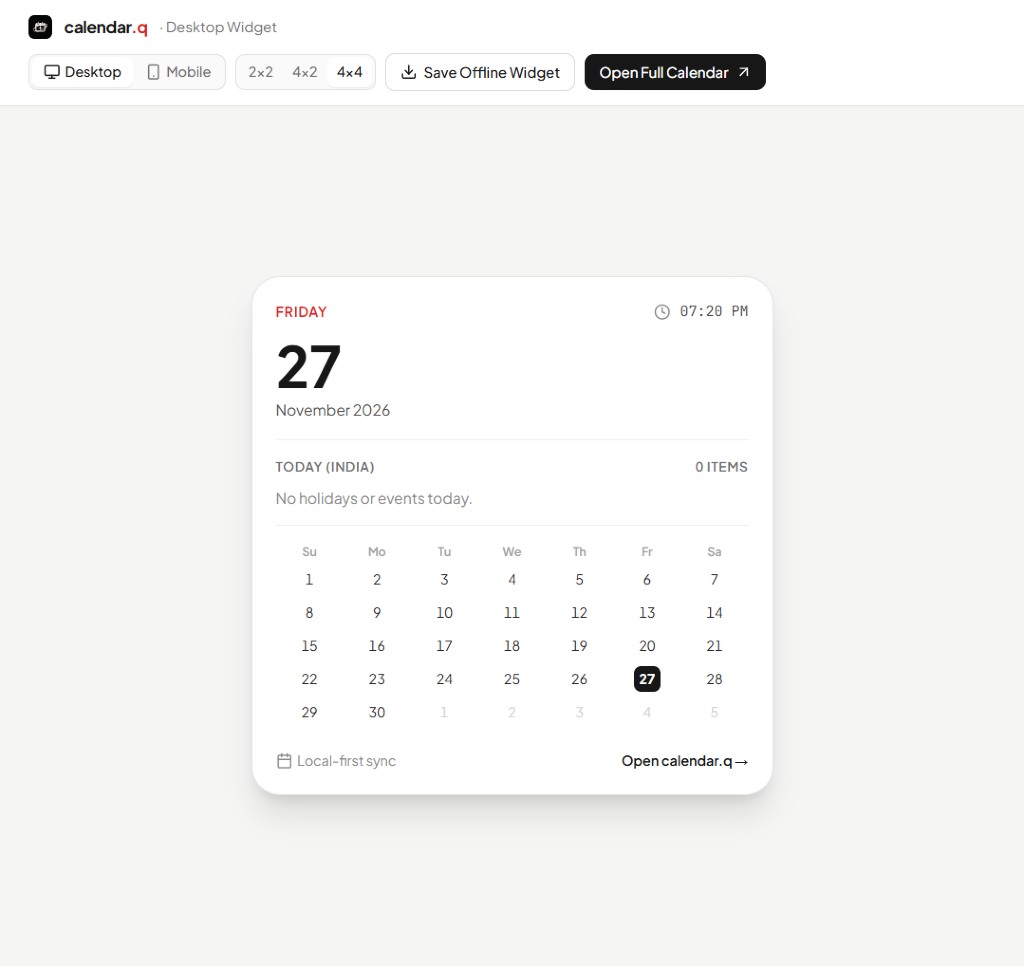 calendar.q · Desktop Widget
Desktop Mobile 2×2 4×2 4×4 Save Offline Widget Open Full Calendar
FRIDAY 07:20 PM
27
November 2026
TODAY (INDIA) 0 ITEMS
No holidays or events today.
Su Mo Tu We Th Fr Sa
1 2 3 4 5 6 7
8 9 10 11 12 13 14
15 16 17 18 19 20 21
22 23 24 25 26 27 28
29 30 1 2 3 4 5
Local-first sync Open calendar.q→